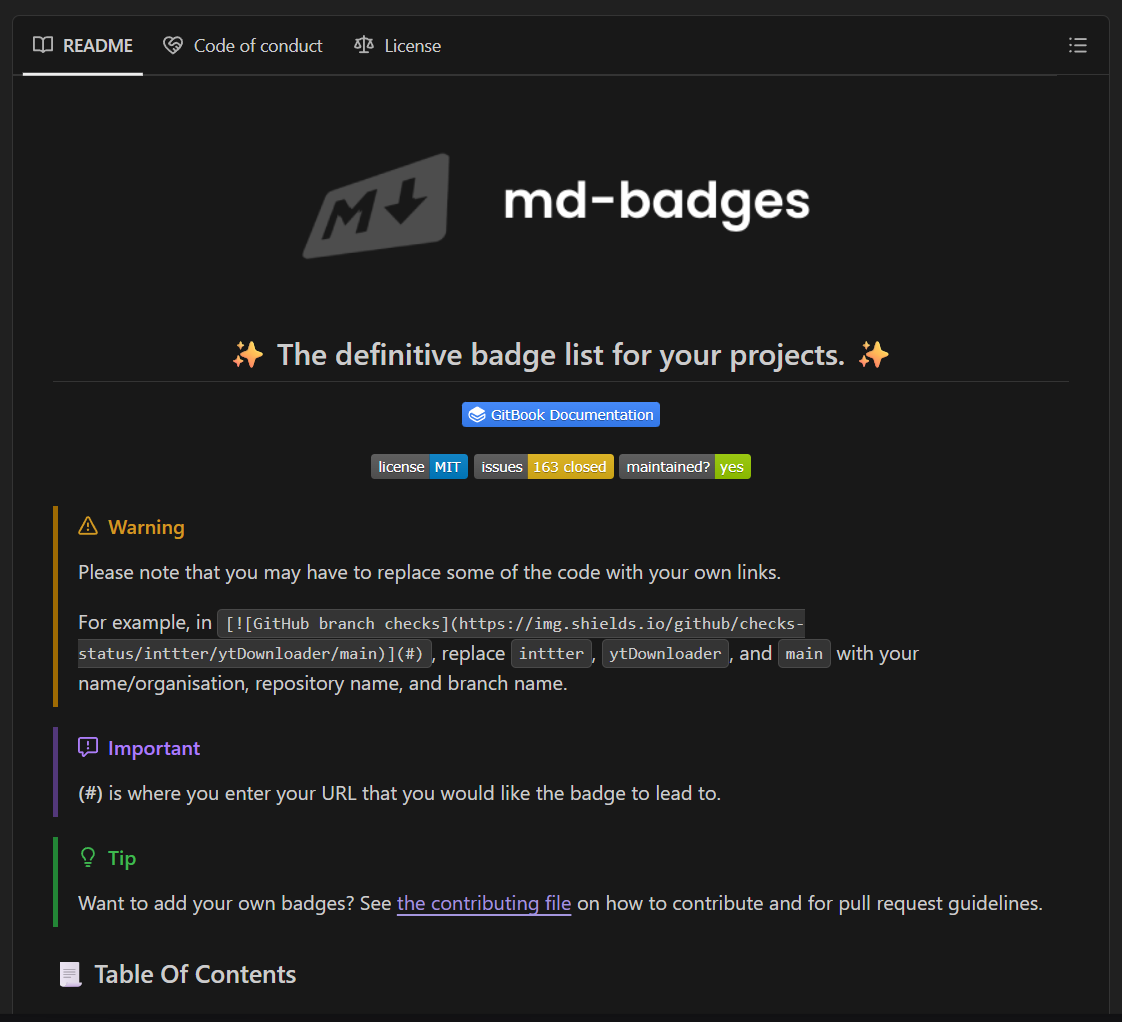 README Code of conduct License
M
md-badges
✨ The definitive badge list for your projects. ✨
GitBook Documentation
license MIT issues 163 closed maintained? yes
Warning
Please note that you may have to replace some of the code with your own links.
For example, in [![GitHub branch checks](https://img.shields.io/github/checks-
status/inttter/ytDownloader/main)](#), replace inttter, ytDownloader, and main with your
name/organisation, repository name, and branch name.
Important
(#) is where you enter your URL that you would like the badge to lead to.
Tip
Want to add your own badges? See the contributing file on how to contribute and for pull request guidelines.
📃 Table Of Contents